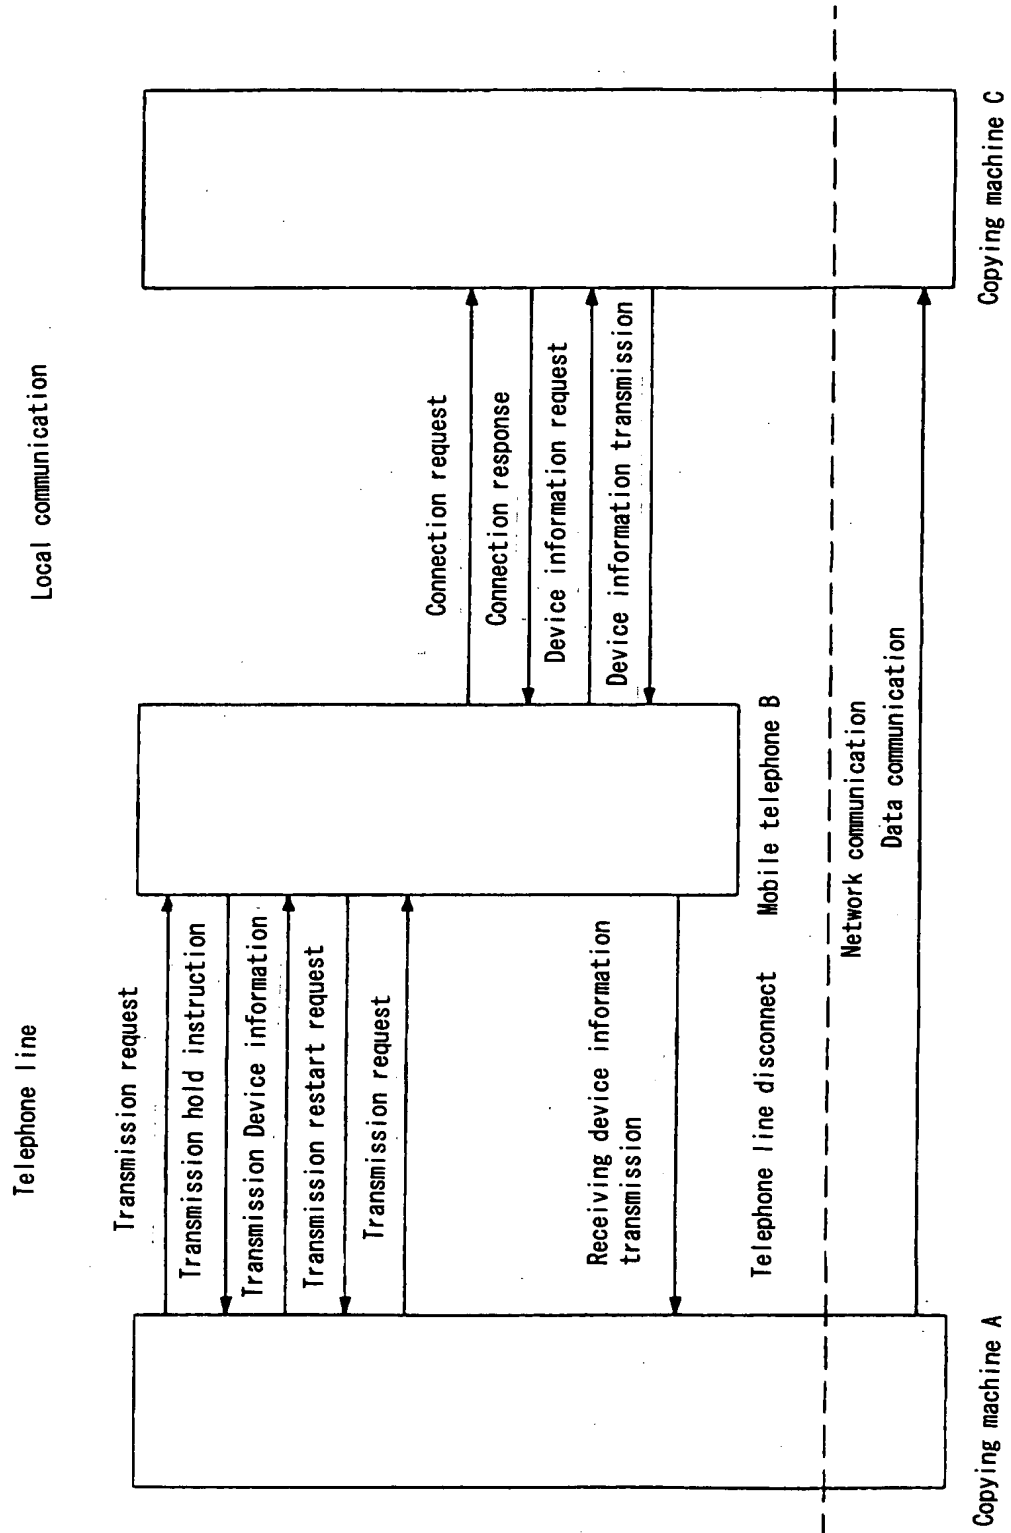 Telephone line
Local communication
Transmission request
Transmission hold instruction
Transmission Device information
Transmission restart request
Transmission request
Connection request
Connection response
Device information request
Device information transmission
Receiving device information
transmission
Telephone line disconnect
Mobile telephone B
Network communication
Data communication
Copying machine A
Copying machine C